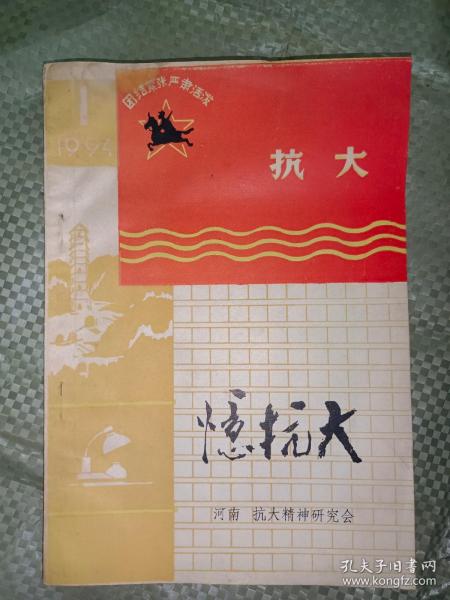 团结紧张严肃活泼
抗大
1
1994
憶抗大
河南 抗大精神研究会
孔夫子旧书网
www.kongfz.com